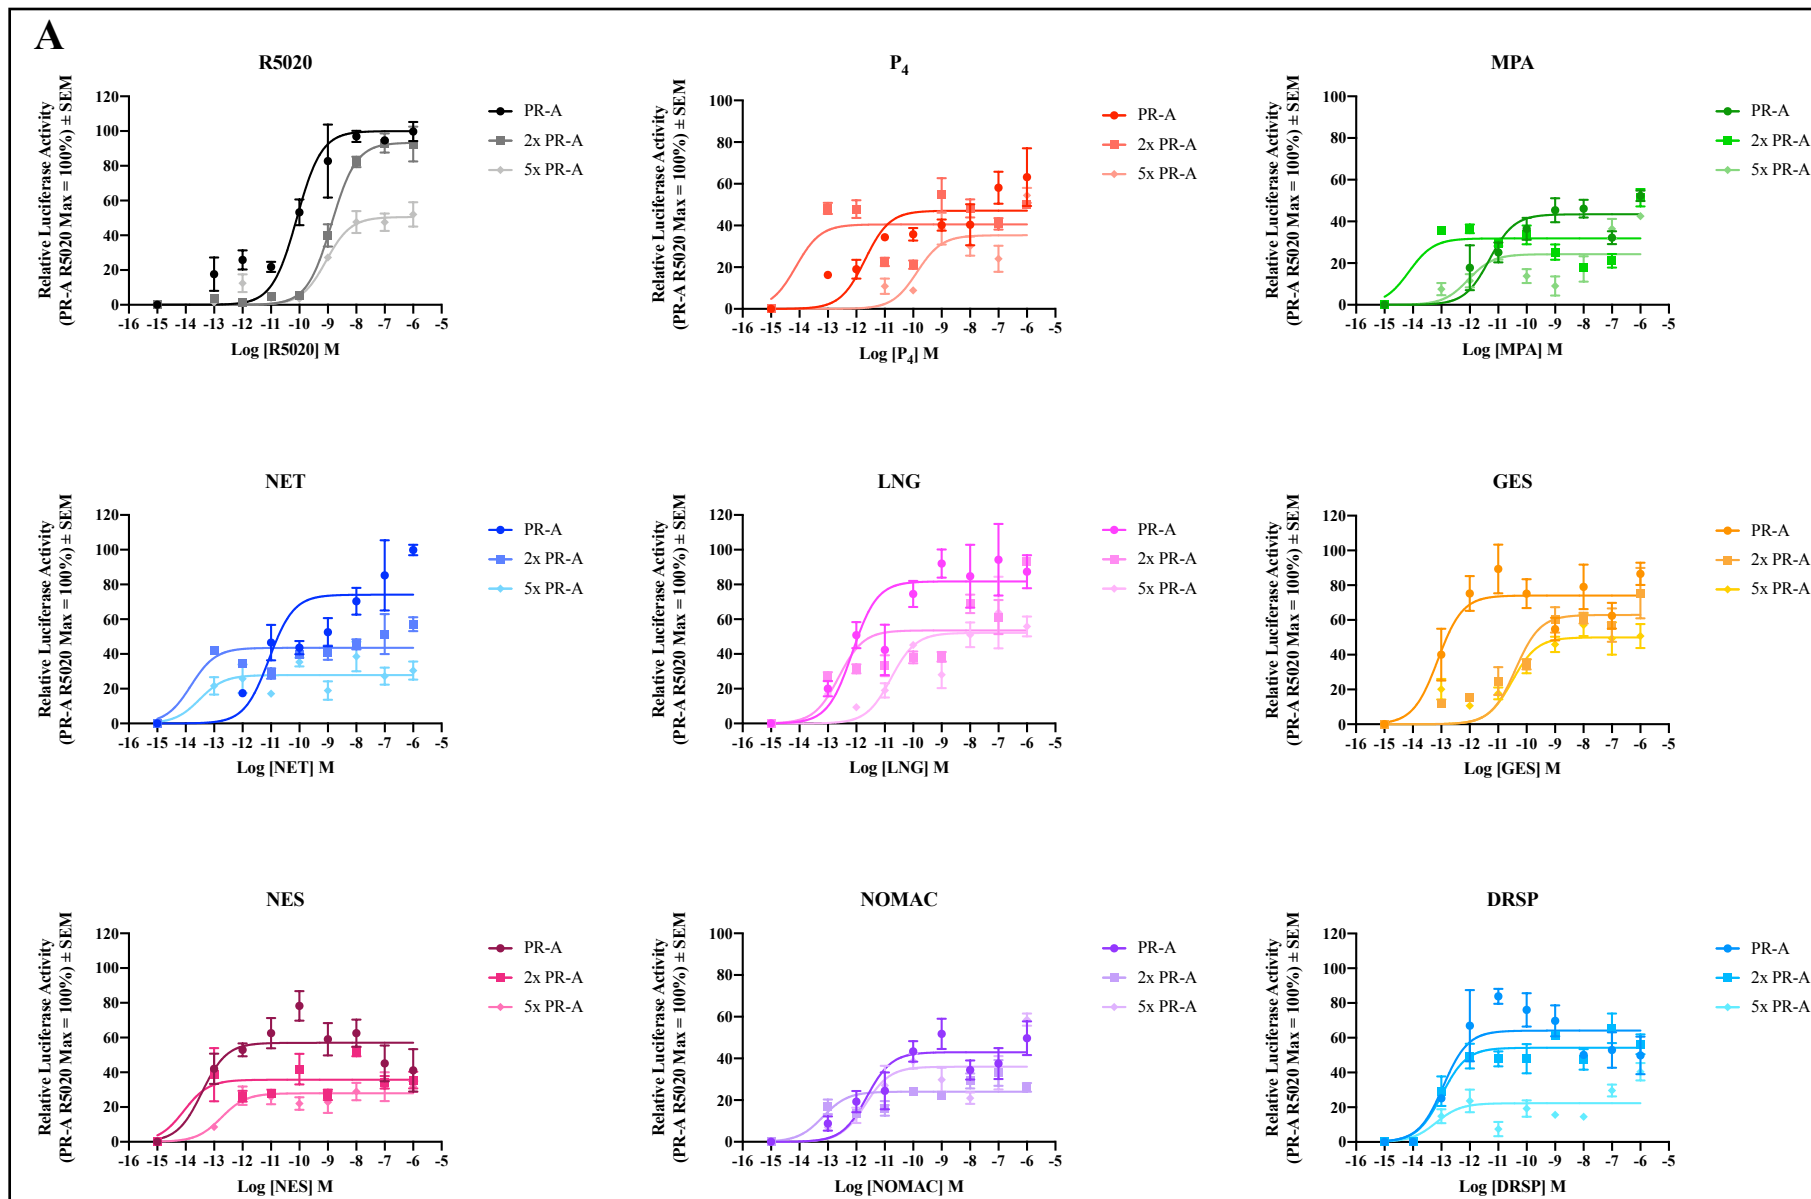 A
R5020
Relative Luciferase Activity
(PR-A R5020 Max = 100%) ± SEM
120
100
80
60
40
20
0
-16 -15 -14 -13 -12 -11 -10 -9 -8 -7 -6 -5
Log [R5020] M
PR-A
2x PR-A
5x PR-A
P4
Relative Luciferase Activity
(PR-A R5020 Max = 100%) ± SEM
100
80
60
40
20
0
-16 -15 -14 -13 -12 -11 -10 -9 -8 -7 -6 -5
Log [P4] M
PR-A
2x PR-A
5x PR-A
MPA
Relative Luciferase Activity
(PR-A R5020 Max = 100%) ± SEM
100
80
60
40
20
0
-16 -15 -14 -13 -12 -11 -10 -9 -8 -7 -6 -5
Log [MPA] M
PR-A
2x PR-A
5x PR-A
NET
Relative Luciferase Activity
(PR-A R5020 Max = 100%) ± SEM
120
100
80
60
40
20
0
-16 -15 -14 -13 -12 -11 -10 -9 -8 -7 -6 -5
Log [NET] M
PR-A
2x PR-A
5x PR-A
LNG
Relative Luciferase Activity
(PR-A R5020 Max = 100%) ± SEM
120
100
80
60
40
20
0
-16 -15 -14 -13 -12 -11 -10 -9 -8 -7 -6 -5
Log [LNG] M
PR-A
2x PR-A
5x PR-A
GES
Relative Luciferase Activity
(PR-A R5020 Max = 100%) ± SEM
120
100
80
60
40
20
0
-16 -15 -14 -13 -12 -11 -10 -9 -8 -7 -6 -5
Log [GES] M
PR-A
2x PR-A
5x PR-A
NES
Relative Luciferase Activity
(PR-A R5020 Max = 100%) ± SEM
120
100
80
60
40
20
0
-16 -15 -14 -13 -12 -11 -10 -9 -8 -7 -6 -5
Log [NES] M
PR-A
2x PR-A
5x PR-A
NOMAC
Relative Luciferase Activity
(PR-A R5020 Max = 100%) ± SEM
100
80
60
40
20
0
-16 -15 -14 -13 -12 -11 -10 -9 -8 -7 -6 -5
Log [NOMAC] M
PR-A
2x PR-A
5x PR-A
DRSP
Relative Luciferase Activity
(PR-A R5020 Max = 100%) ± SEM
120
100
80
60
40
20
0
-16 -15 -14 -13 -12 -11 -10 -9 -8 -7 -6 -5
Log [DRSP] M
PR-A
2x PR-A
5x PR-A